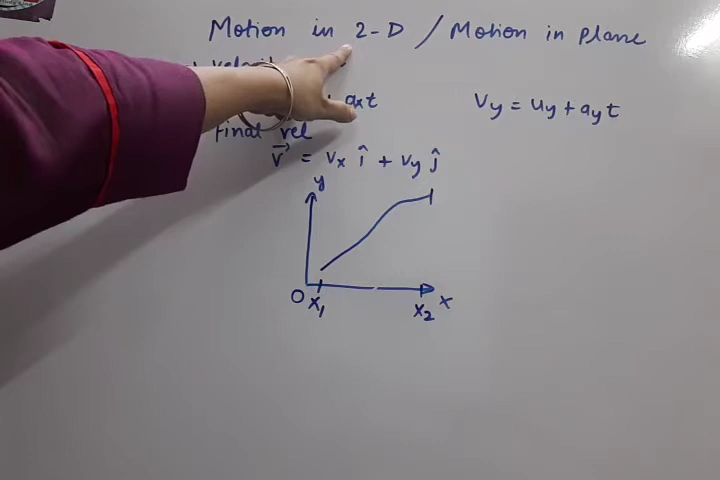 Motion in 2-D / Motion in Plane
axt vy = uy + ayt
final vel
v⃗ = vx î + vy ĵ
y
O x1 x2 x